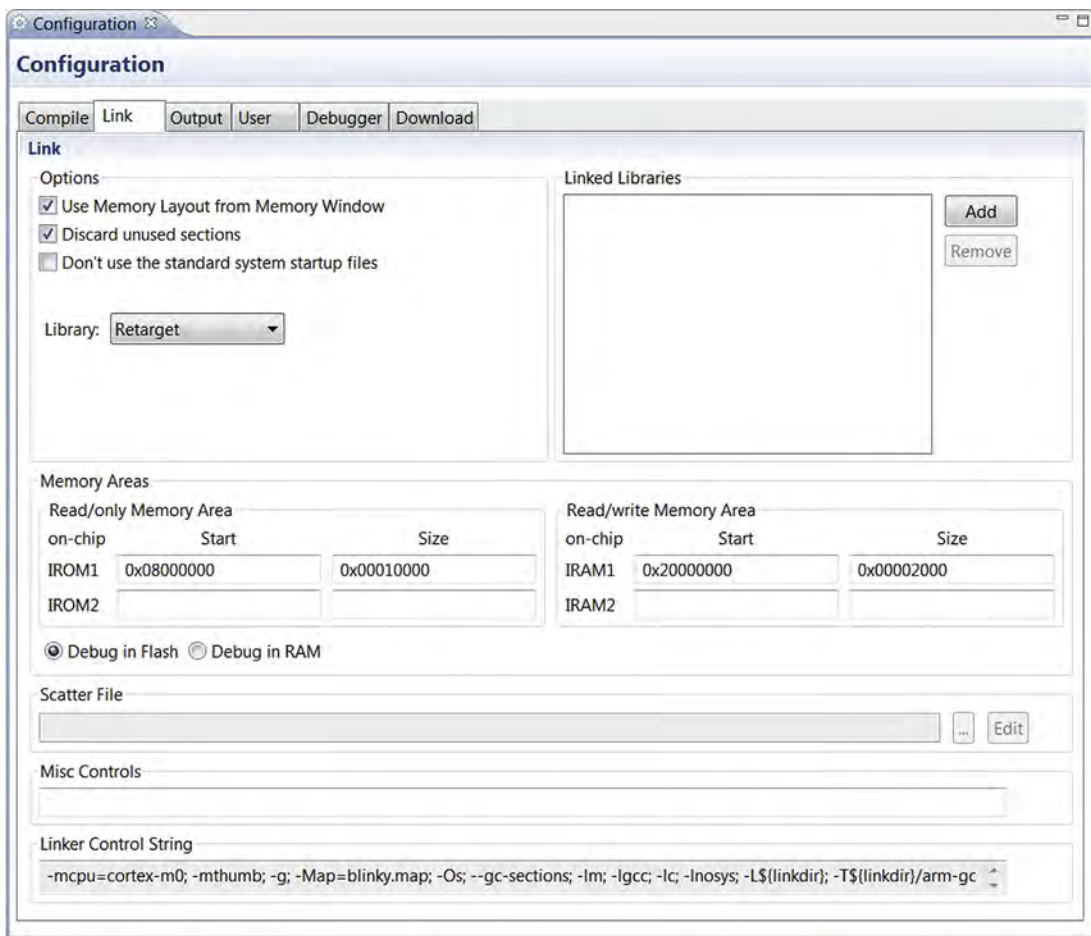 Configuration
Configuration
Compile Link Output User Debugger Download
Link
Options
Use Memory Layout from Memory Window
Discard unused sections
Don't use the standard system startup files
Library: Retarget
Linked Libraries
Add
Remove
Memory Areas
Read/only Memory Area
on-chip Start Size
IROM1 0x08000000 0x00010000
IROM2
Read/write Memory Area
on-chip Start Size
IRAM1 0x20000000 0x00002000
IRAM2
Debug in Flash Debug in RAM
Scatter File
... Edit
Misc Controls
Linker Control String
-mcpu=cortex-m0; -mthumb; -g; -Map=blinky.map; -Os; --gc-sections; -lm; -lgcc; -lc; -lnosys; -L${linkdir}; -T${linkdir}/arm-gc